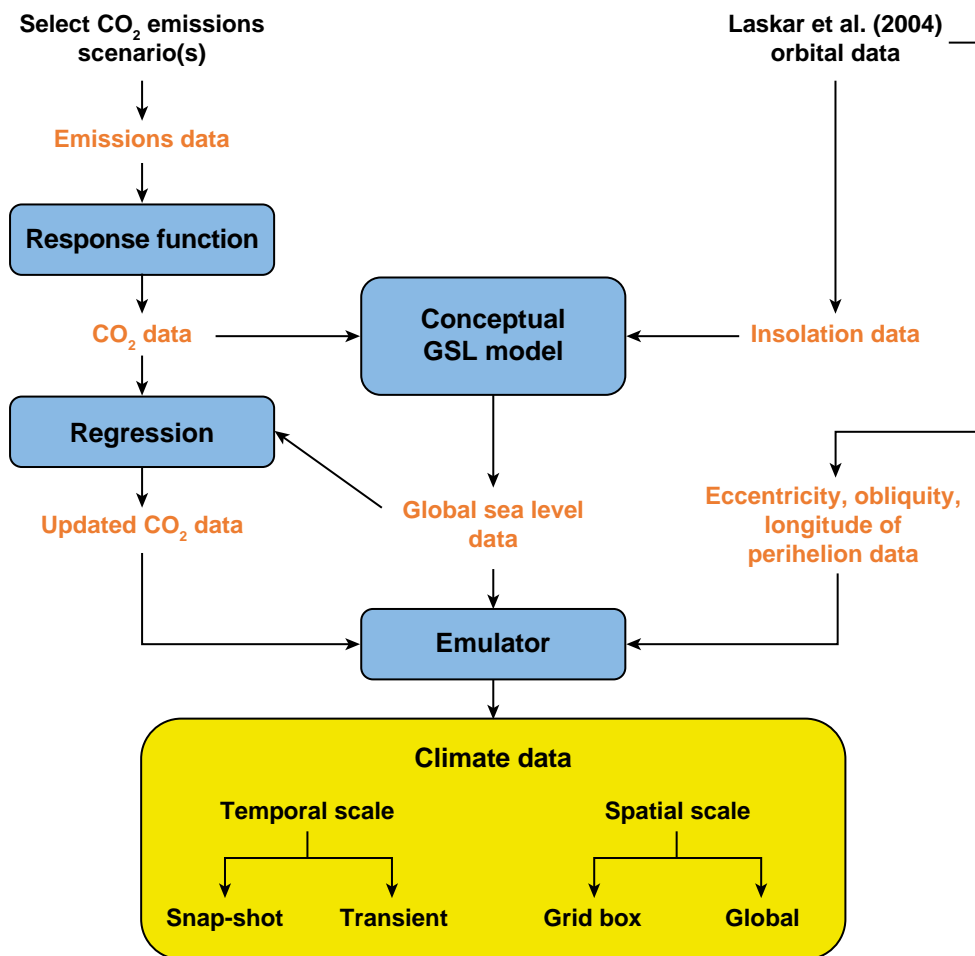 Select CO₂ emissions
scenario(s)
Laskar et al. (2004)
orbital data
Emissions data
Response function
CO₂ data
Conceptual
GSL model
Insolation data
Regression
Updated CO₂ data
Global sea level
data
Eccentricity, obliquity,
longitude of
perihelion data
Emulator
Climate data
Temporal scale
Spatial scale
Snap-shot
Transient
Grid box
Global